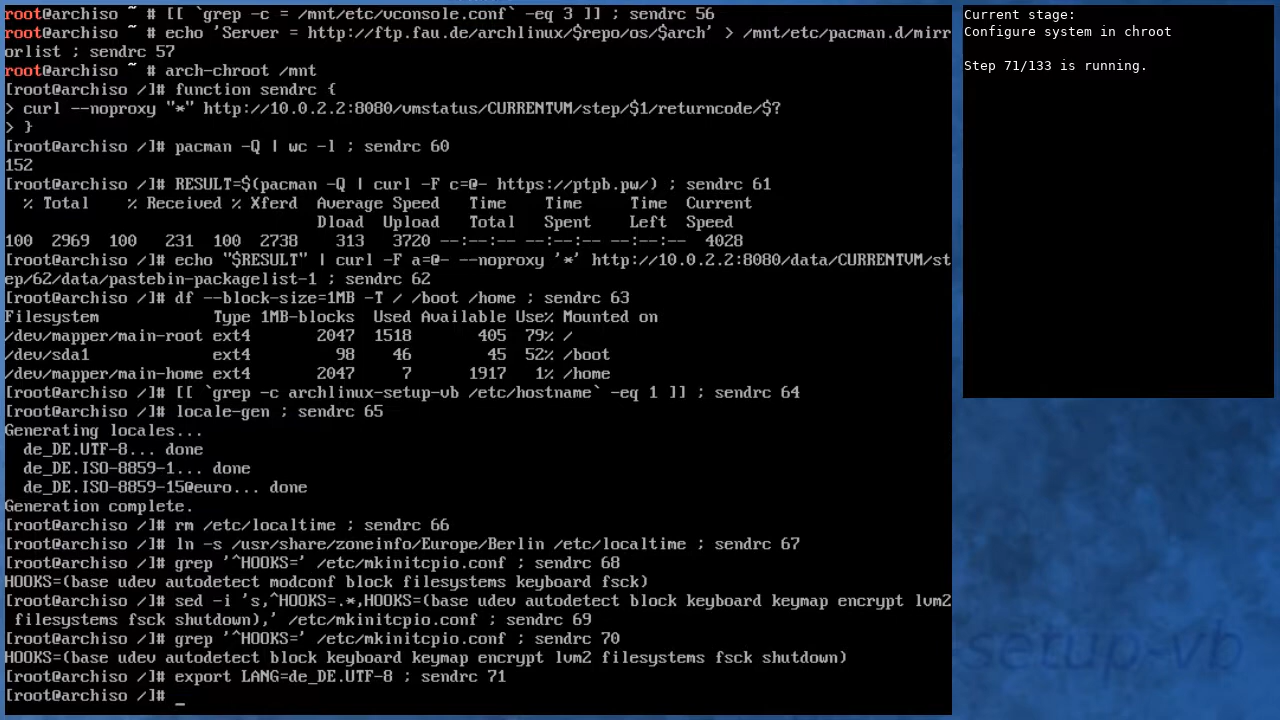 root@archiso ~ # [[ `grep -c = /mnt/etc/vconsole.conf` -eq 3 ]] ; sendrc 56
root@archiso ~ # echo 'Server = http://ftp.fau.de/archlinux/$repo/os/$arch' > /mnt/etc/pacman.d/mirr
orlist ; sendrc 57
root@archiso ~ # arch-chroot /mnt
[root@archiso /]# function sendrc {
> curl --noproxy "*" http://10.0.2.2:8080/vmstatus/CURRENTVM/step/$1/returncode/$?
> }
[root@archiso /]# pacman -Q | wc -l ; sendrc 60
152
[root@archiso /]# RESULT=$(pacman -Q | curl -F c=@- https://ptpb.pw/) ; sendrc 61
  % Total    % Received % Xferd  Average Speed   Time    Time     Time  Current
                                 Dload  Upload   Total   Spent    Left  Speed
100  2969  100   231  100  2738    313   3720 --:--:-- --:--:-- --:--:--  4028
[root@archiso /]# echo "$RESULT" | curl -F a=@- --noproxy '*' http://10.0.2.2:8080/data/CURRENTVM/st
ep/62/data/pastebin-packagelist-1 ; sendrc 62
[root@archiso /]# df --block-size=1MB -T / /boot /home ; sendrc 63
Filesystem            Type 1MB-blocks  Used Available Use% Mounted on
/dev/mapper/main-root ext4       2047  1518       405  79% /
/dev/sda1             ext4         98    46        45  52% /boot
/dev/mapper/main-home ext4       2047     7      1917   1% /home
[root@archiso /]# [[ `grep -c archlinux-setup-vb /etc/hostname` -eq 1 ]] ; sendrc 64
[root@archiso /]# locale-gen ; sendrc 65
Generating locales...
  de_DE.UTF-8... done
  de_DE.ISO-8859-1... done
  de_DE.ISO-8859-15@euro... done
Generation complete.
[root@archiso /]# rm /etc/localtime ; sendrc 66
[root@archiso /]# ln -s /usr/share/zoneinfo/Europe/Berlin /etc/localtime ; sendrc 67
[root@archiso /]# grep '^HOOKS=' /etc/mkinitcpio.conf ; sendrc 68
HOOKS=(base udev autodetect modconf block filesystems keyboard fsck)
[root@archiso /]# sed -i 's,^HOOKS=.*,HOOKS=(base udev autodetect block keyboard keymap encrypt lvm2
 filesystems fsck shutdown),' /etc/mkinitcpio.conf ; sendrc 69
[root@archiso /]# grep '^HOOKS=' /etc/mkinitcpio.conf ; sendrc 70
HOOKS=(base udev autodetect block keyboard keymap encrypt lvm2 filesystems fsck shutdown)
[root@archiso /]# export LANG=de_DE.UTF-8 ; sendrc 71
[root@archiso /]# _
Current stage:
Configure system in chroot
Step 71/133 is running.
setup-vb